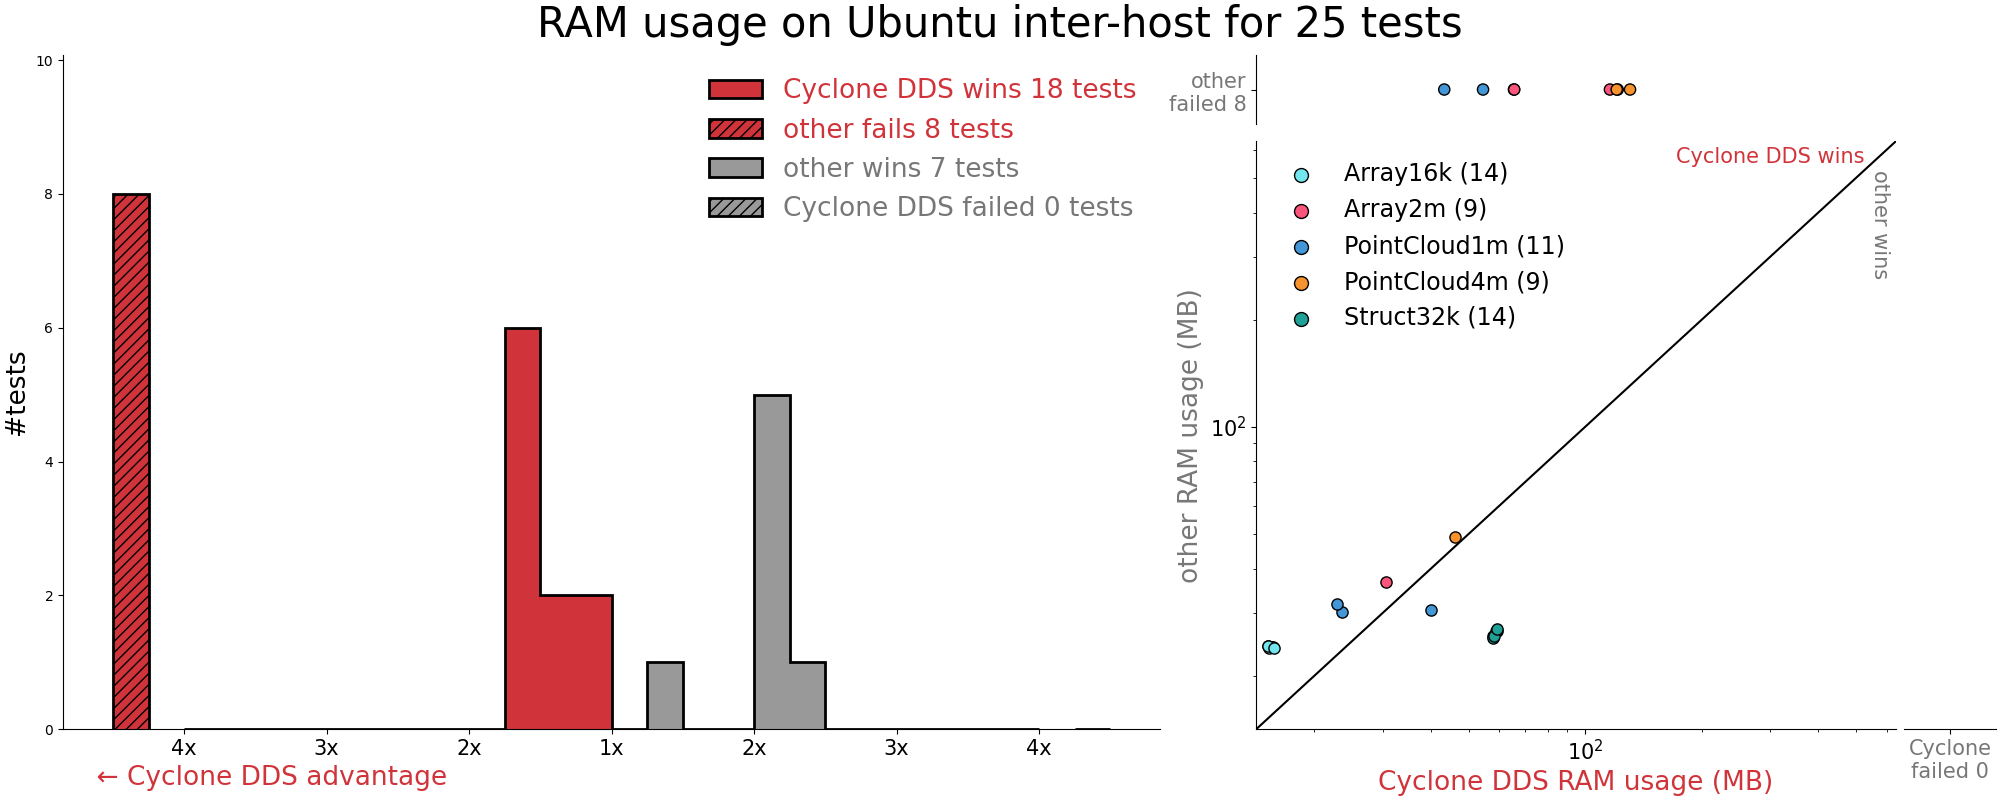 RAM usage on Ubuntu inter-host for 25 tests
10
8
6
4
2
0
#tests
Cyclone DDS wins 18 tests
other fails 8 tests
other wins 7 tests
Cyclone DDS failed 0 tests
4x 3x 2x 1x 2x 3x 4x
← Cyclone DDS advantage
other
failed 8
Cyclone DDS wins
other wins
Array16k (14)
Array2m (9)
PointCloud1m (11)
PointCloud4m (9)
Struct32k (14)
other RAM usage (MB)
10²
10²
Cyclone DDS RAM usage (MB)
Cyclone
failed 0